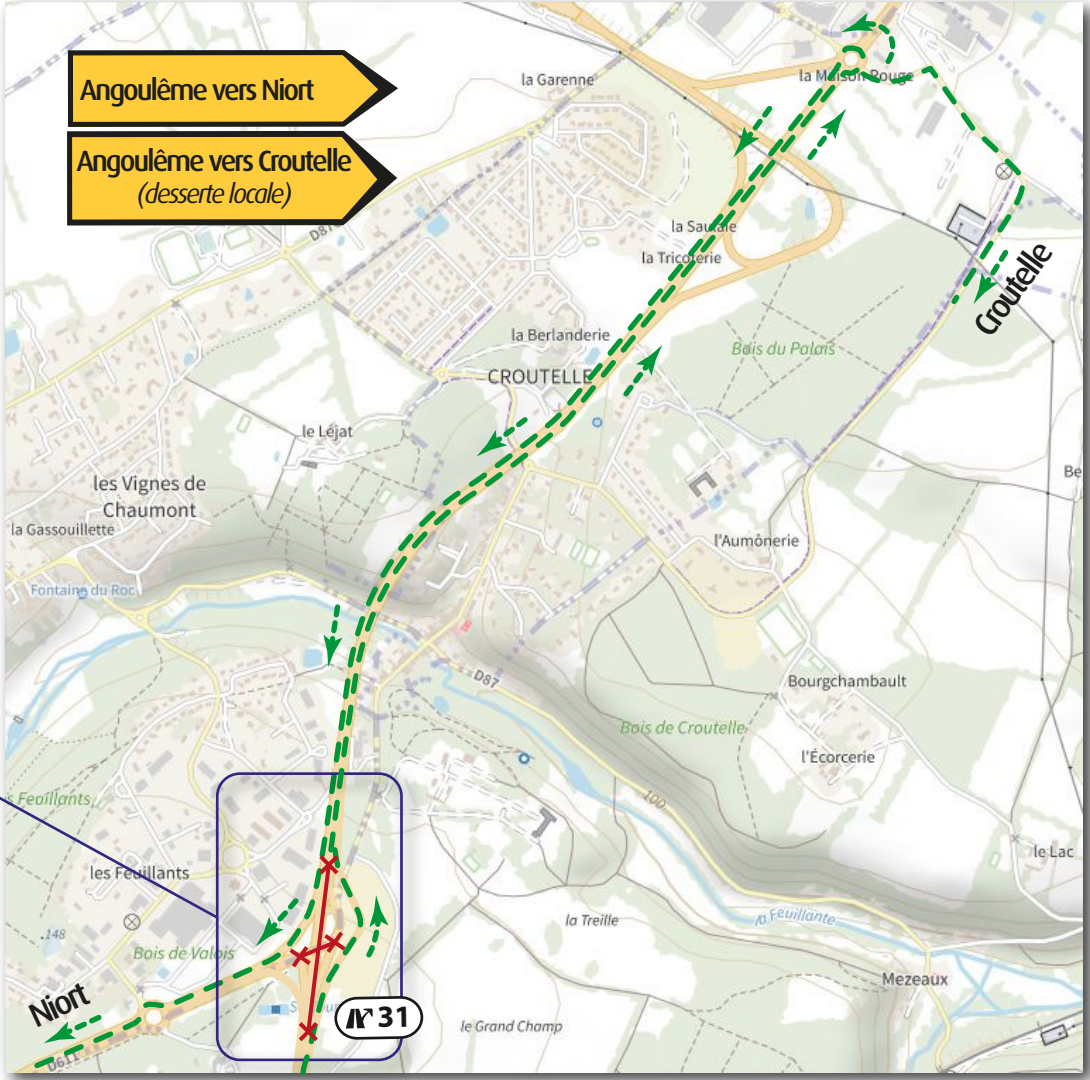 Angoulême vers Niort
Angoulême vers Croutelle
(desserte locale)
la Garenne
la Maison Rouge
D87
la Sautaie
la Tricoterie
Croutelle
la Berlanderie
Bois du Palais
CROUTELLE
le Léjat
les Vignes de
Chaumont
la Gassouillette
l'Aumônerie
Fontaine du Roc
D87
Bourgchambault
Bois de Croutelle
l'Écorcerie
100
s Feuillants
le Lac
les Feuillants
la Treille
la Feuillante
148
Bois de Valois
Mezeaux
Niort
31
le Grand Champ
D611